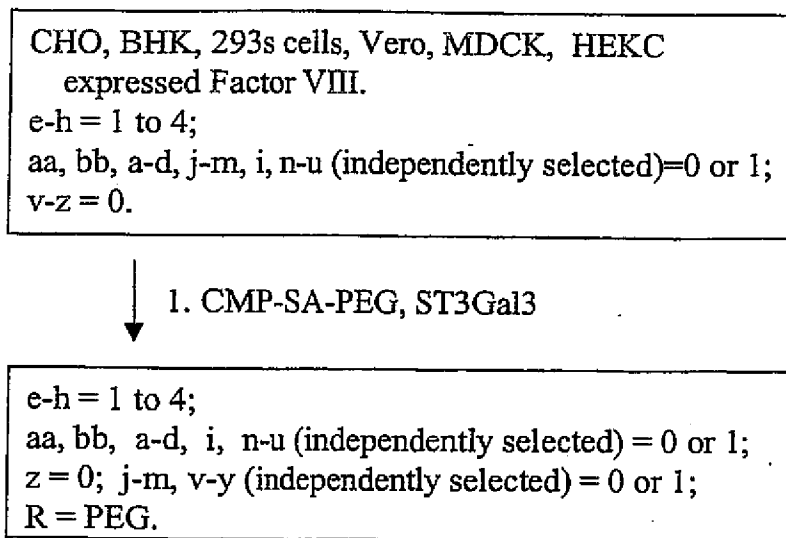 CHO, BHK, 293s cells, Vero, MDCK, HEKC
expressed Factor VIII.
e-h = 1 to 4;
aa, bb, a-d, j-m, i, n-u (independently selected)=0 or 1;
v-z = 0.
1. CMP-SA-PEG, ST3Gal3
e-h = 1 to 4;
aa, bb, a-d, i, n-u (independently selected) = 0 or 1;
z = 0; j-m, v-y (independently selected) = 0 or 1;
R = PEG.